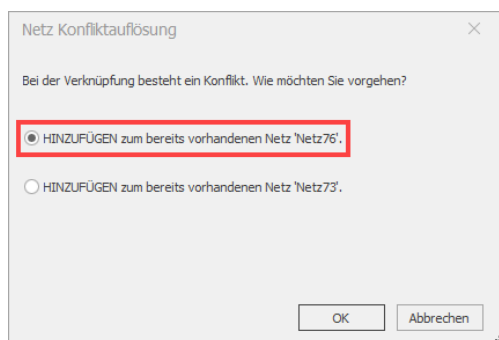 Netz Konfliktauflösung
Bei der Verknüpfung besteht ein Konflikt. Wie möchten Sie vorgehen?
HINZUFÜGEN zum bereits vorhandenen Netz 'Netz76'.
HINZUFÜGEN zum bereits vorhandenen Netz 'Netz73'.
OK
Abbrechen